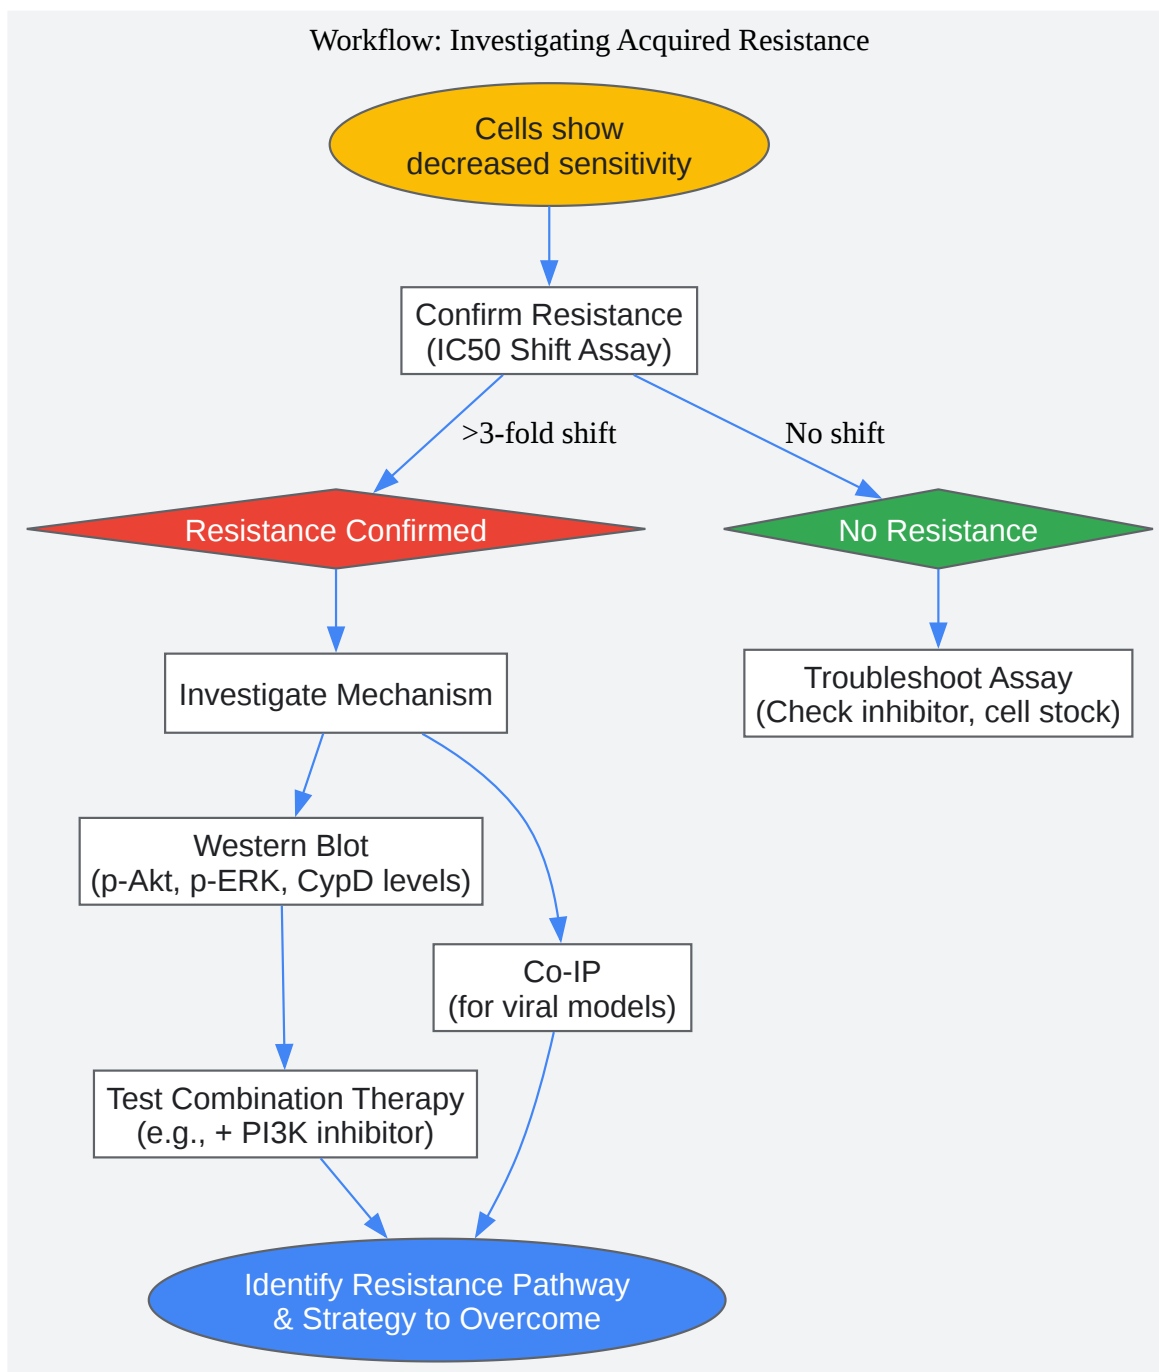 Workflow: Investigating Acquired Resistance
Cells show
decreased sensitivity
Confirm Resistance
(IC50 Shift Assay)
>3-fold shift
No shift
Resistance Confirmed
No Resistance
Investigate Mechanism
Troubleshoot Assay
(Check inhibitor, cell stock)
Western Blot
(p-Akt, p-ERK, CypD levels)
Co-IP
(for viral models)
Test Combination Therapy
(e.g., + PI3K inhibitor)
Identify Resistance Pathway
& Strategy to Overcome